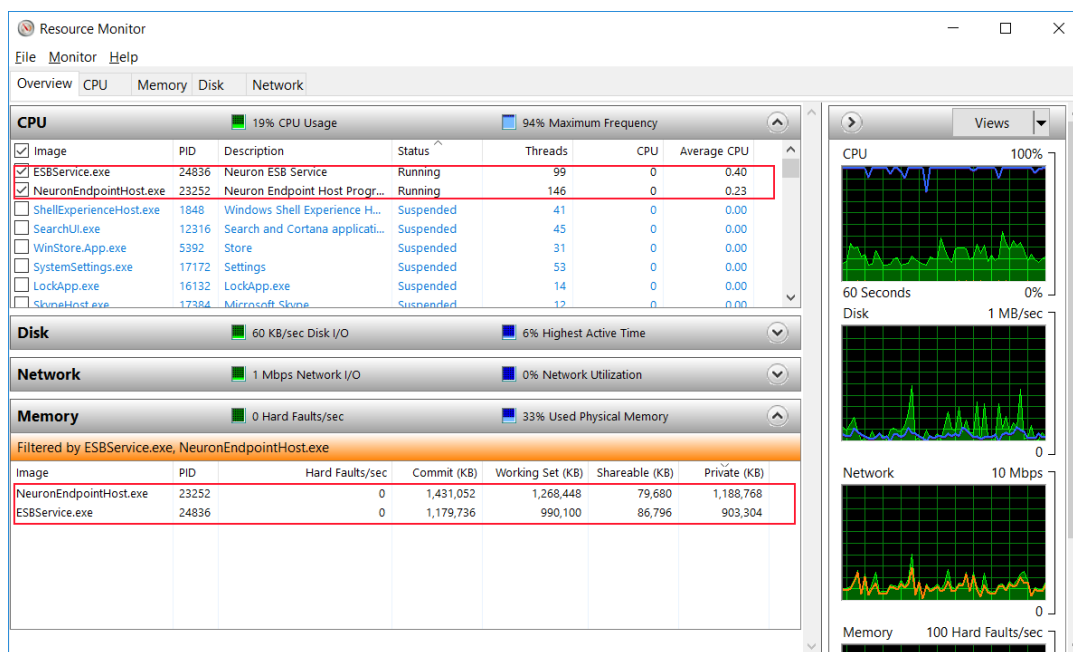 Resource Monitor
File Monitor Help
Overview CPU Memory Disk Network
CPU 19% CPU Usage 94% Maximum Frequency
Image PID Description Status Threads CPU Average CPU
ESBService.exe 24836 Neuron ESB Service Running 99 0 0.40
NeuronEndpointHost.exe 23252 Neuron Endpoint Host Progr... Running 146 0 0.23
ShellExperienceHost.exe 1848 Windows Shell Experience H... Suspended 41 0 0.00
SearchUI.exe 12316 Search and Cortana applicati... Suspended 45 0 0.00
WinStore.App.exe 5392 Store Suspended 31 0 0.00
SystemSettings.exe 17172 Settings Suspended 53 0 0.00
LockApp.exe 16132 LockApp.exe Suspended 14 0 0.00
SkypeHost.exe 17384 Microsoft Skype Suspended 12 0 0.00
Disk 60 KB/sec Disk I/O 6% Highest Active Time
Network 1 Mbps Network I/O 0% Network Utilization
Memory 0 Hard Faults/sec 33% Used Physical Memory
Filtered by ESBService.exe, NeuronEndpointHost.exe
Image PID Hard Faults/sec Commit (KB) Working Set (KB) Shareable (KB) Private (KB)
NeuronEndpointHost.exe 23252 0 1,431,052 1,268,448 79,680 1,188,768
ESBService.exe 24836 0 1,179,736 990,100 86,796 903,304
Views
CPU 100%
60 Seconds 0%
Disk 1 MB/sec
0
Network 10 Mbps
0
Memory 100 Hard Faults/sec